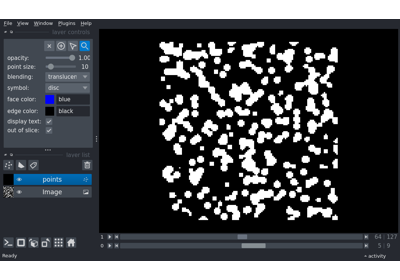 File View Window Plugins Help
layer controls
opacity: 1.00
point size: 10
blending: translucen
symbol: disc
face color: blue
edge color: black
display text:
out of slice:
layer list
points
Image
1 64 127
0 5 9
Ready activity